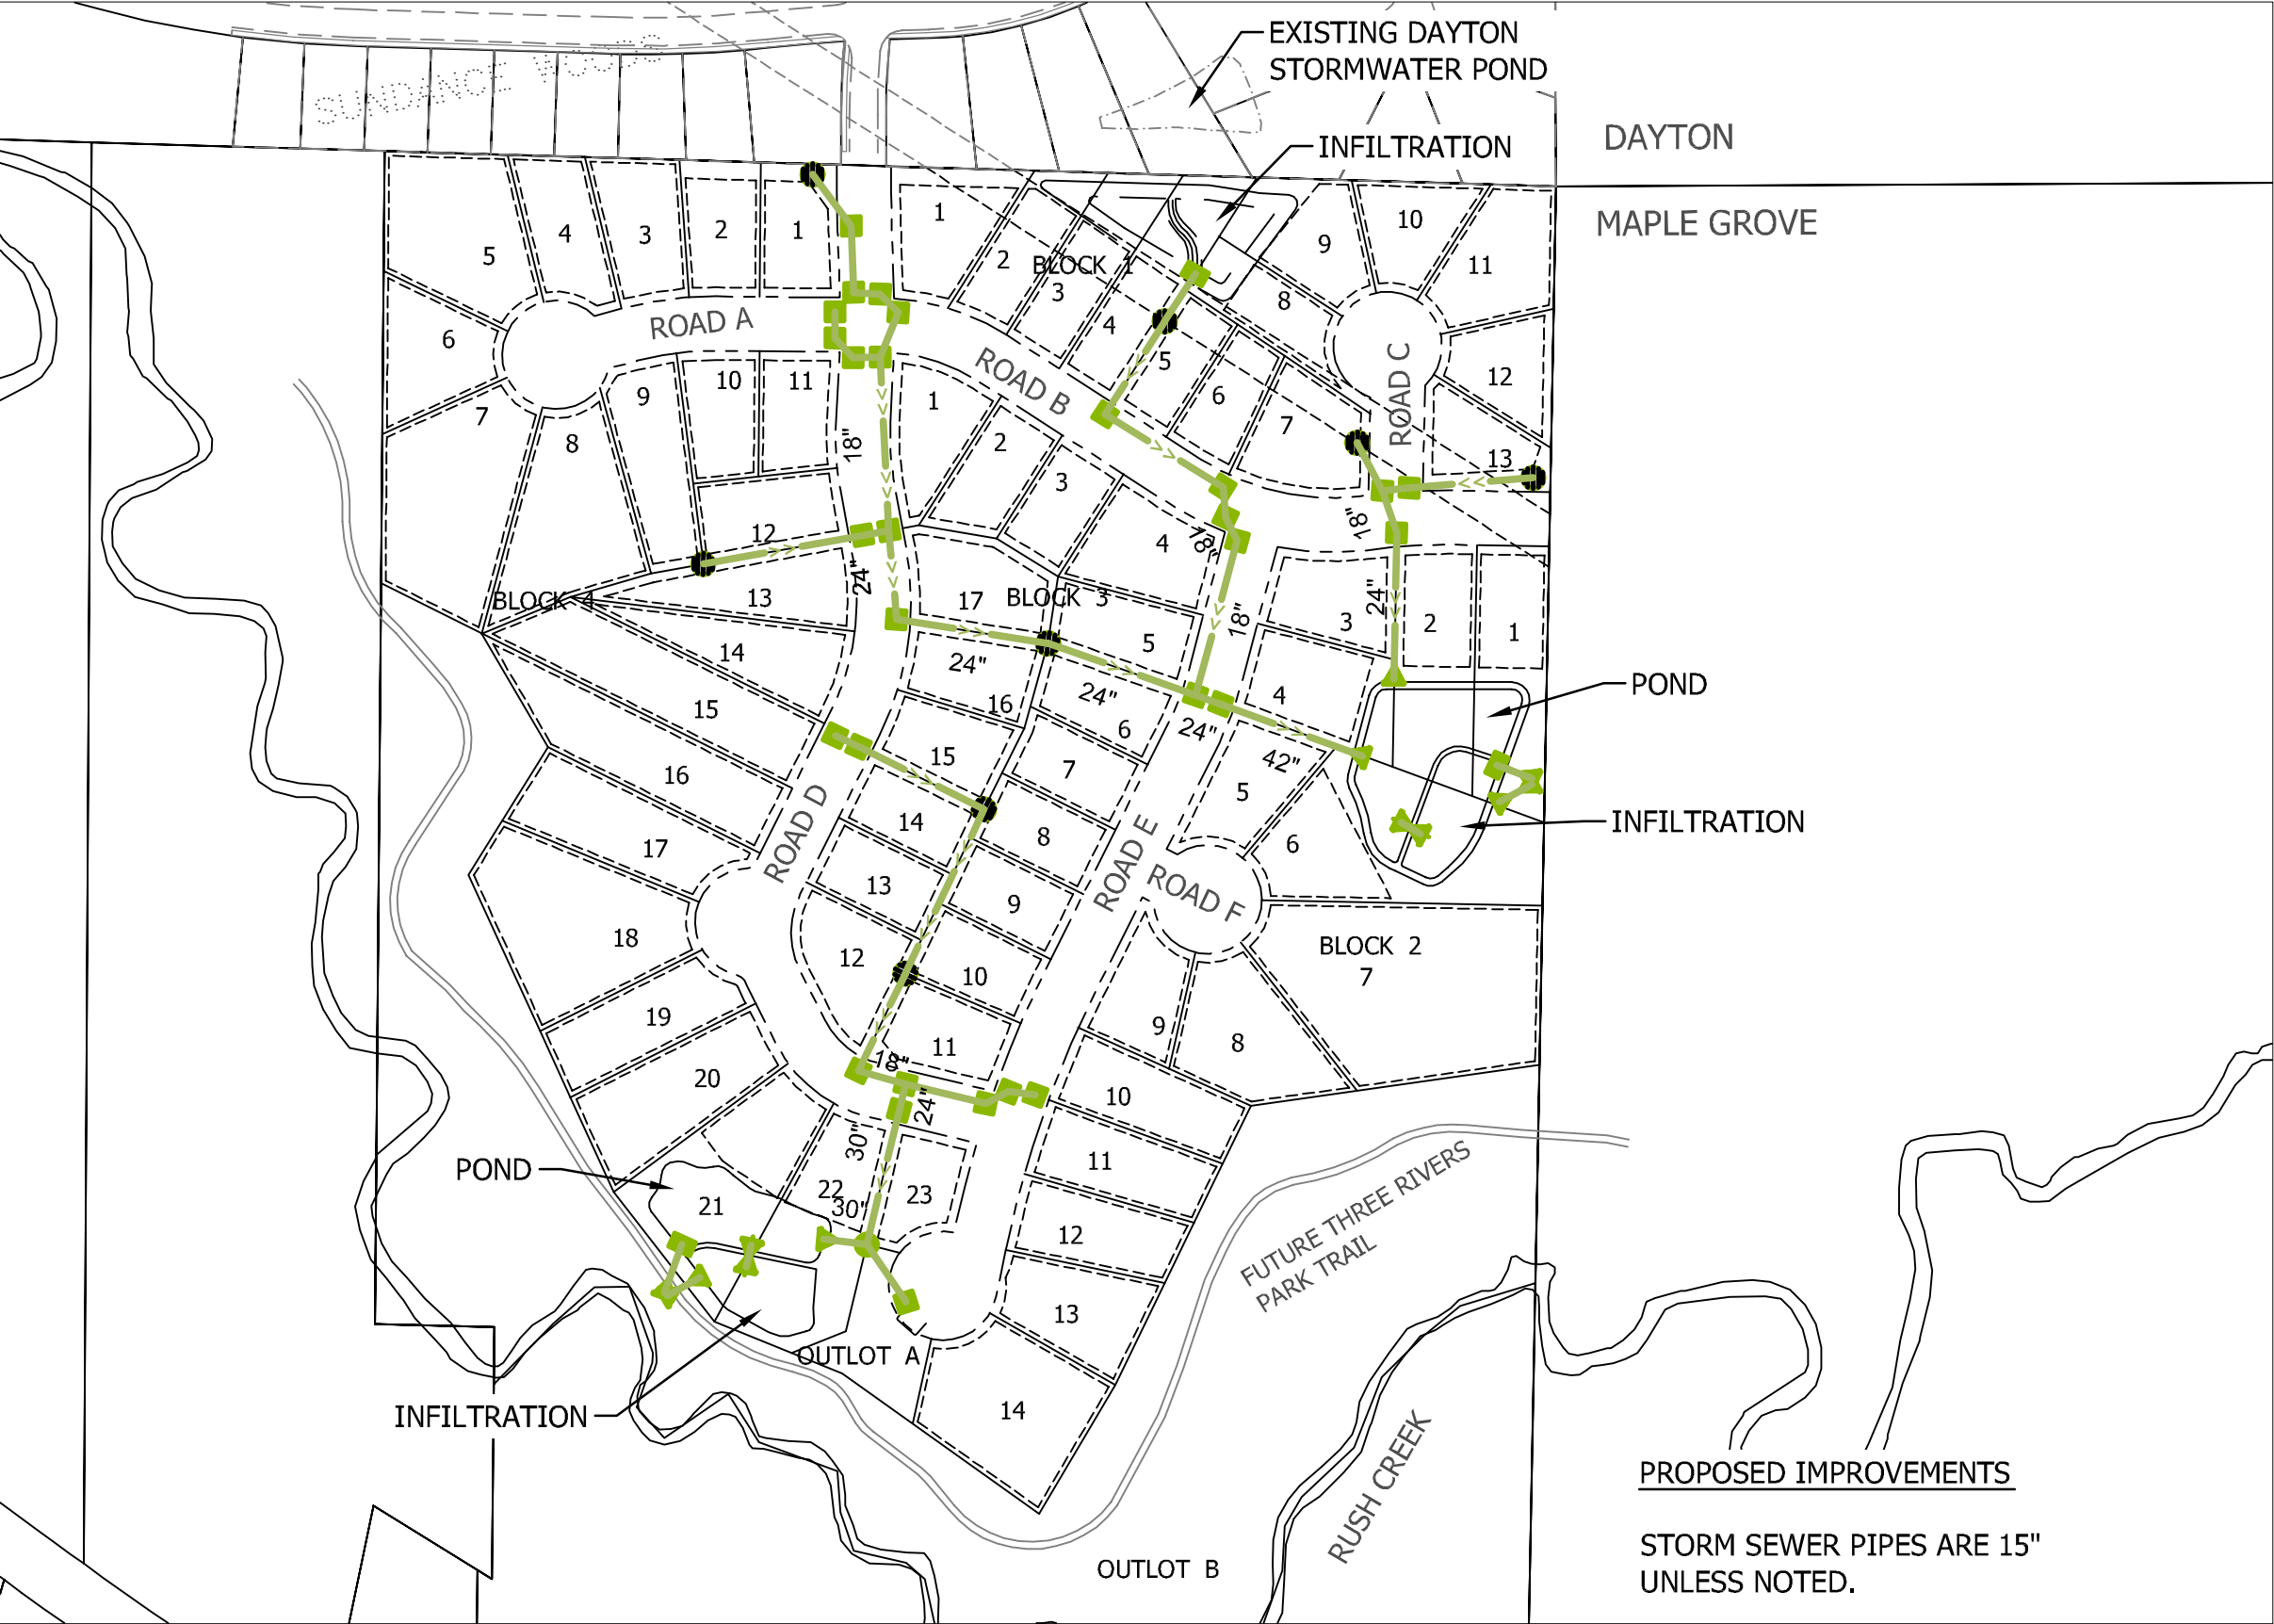 EXISTING DAYTON
STORMWATER POND
SUNDANCE WOODS
INFILTRATION
DAYTON
MAPLE GROVE
5
4
3
2
1
6
7
8
9
10
11
12
13
14
15
16
17
18
19
20
21
22
23
BLOCK 4
ROAD A
1
2
3
4
5
6
7
8
9
10
11
12
13
BLOCK 1
ROAD B
ROAD C
1
2
3
4
5
6
7
8
9
10
11
12
13
14
15
16
17
BLOCK 3
ROAD D
ROAD E
ROAD F
1
2
3
4
5
6
7
8
9
10
11
12
13
14
BLOCK 2
18"
24"
18"
18"
18"
24"
24"
24"
24"
42"
18"
24"
30"
30"
POND
INFILTRATION
POND
INFILTRATION
OUTLOT A
OUTLOT B
FUTURE THREE RIVERS
PARK TRAIL
RUSH CREEK
PROPOSED IMPROVEMENTS
STORM SEWER PIPES ARE 15"
UNLESS NOTED.